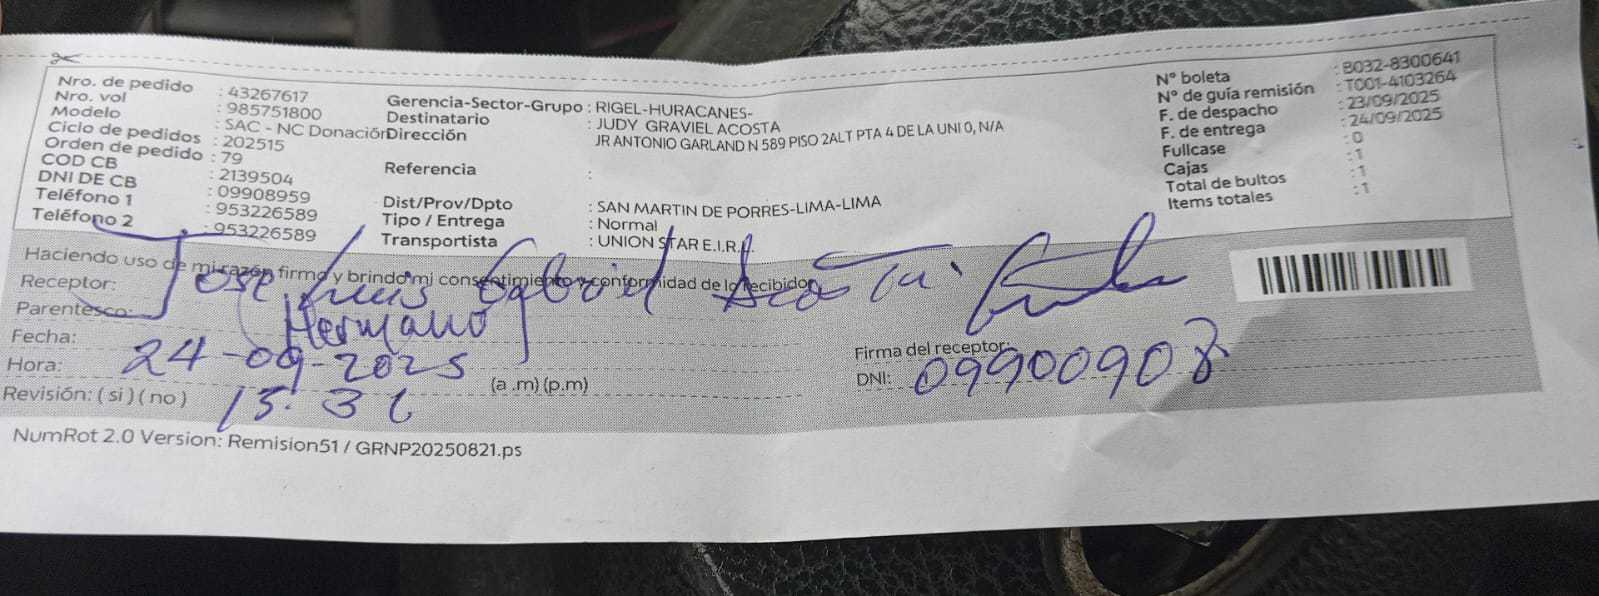 Nro. de pedido : 43267617
Nro. vol : 985751800
Modelo : SAC - NC Donación
Ciclo de pedidos : 202515
Orden de pedido : 79
COD CB : 2139504
DNI DE CB : 09908959
Teléfono 1 : 953226589
Teléfono 2 : 953226589
Gerencia-Sector-Grupo : RIGEL-HURACANES-
Destinatario : JUDY GRAVIEL ACOSTA
Dirección JR ANTONIO GARLAND N 589 PISO 2ALT PTA 4 DE LA UNI 0, N/A
Referencia :
Dist/Prov/Dpto : SAN MARTIN DE PORRES-LIMA-LIMA
Tipo / Entrega : Normal
Transportista : UNION STAR E.I.R.L.
N° boleta : B032-8300641
N° de guía remisión : T001-4103264
F. de despacho : 23/09/2025
F. de entrega : 24/09/2025
Fullcase : 0
Cajas : 1
Total de bultos : 1
Items totales : 1
Haciendo uso de mi razón firmo y brindo mi consentimiento y conformidad de lo recibido
Receptor: Jose Luis Gabriel Acosta
Parentesco: Hermano
Fecha: 24-09-2025
Hora: 15:31 (a .m) (p.m)
Revisión: ( si ) ( no )
Firma del receptor:
DNI: 09900908
NumRot 2.0 Version: Remision51 / GRNP20250821.ps